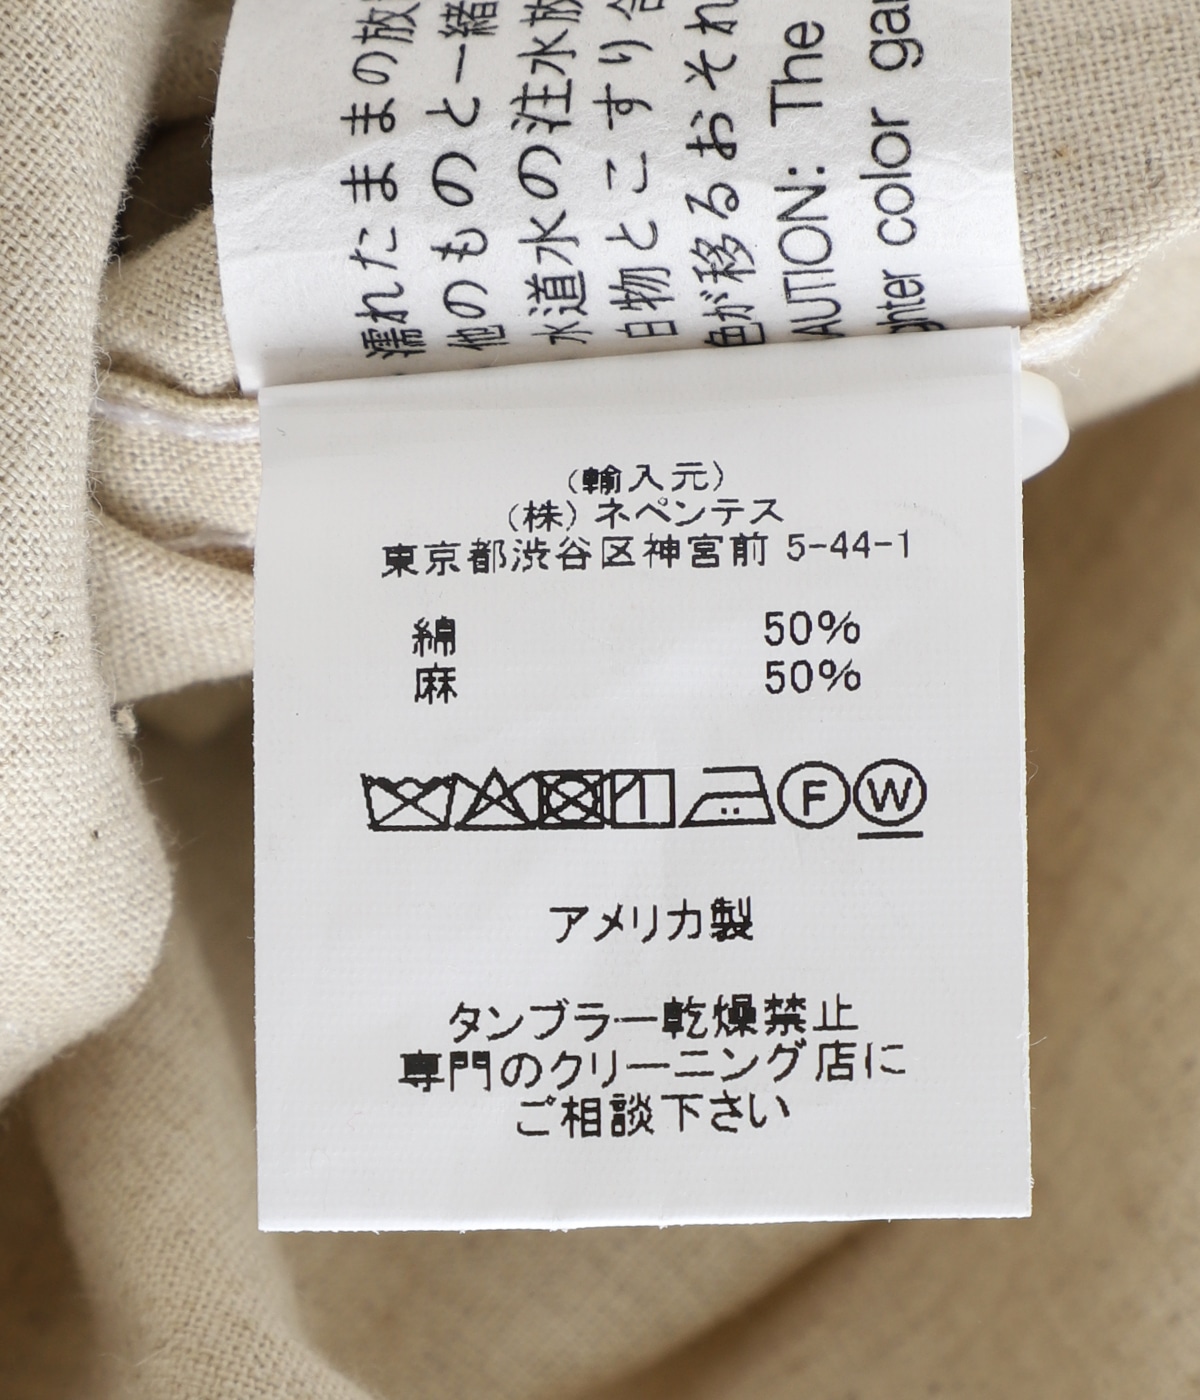 濡れたままの放
他のものと一緒
水道水の注水放
白物とこすり合
色が移るおそれ
AUTION: The
ghter color gar
(輸入元)
(株) ネペンテス
東京都渋谷区神宮前 5-44-1
綿 50%
麻 50%
F W
アメリカ製
タンブラー乾燥禁止
専門のクリーニング店に
ご相談下さい